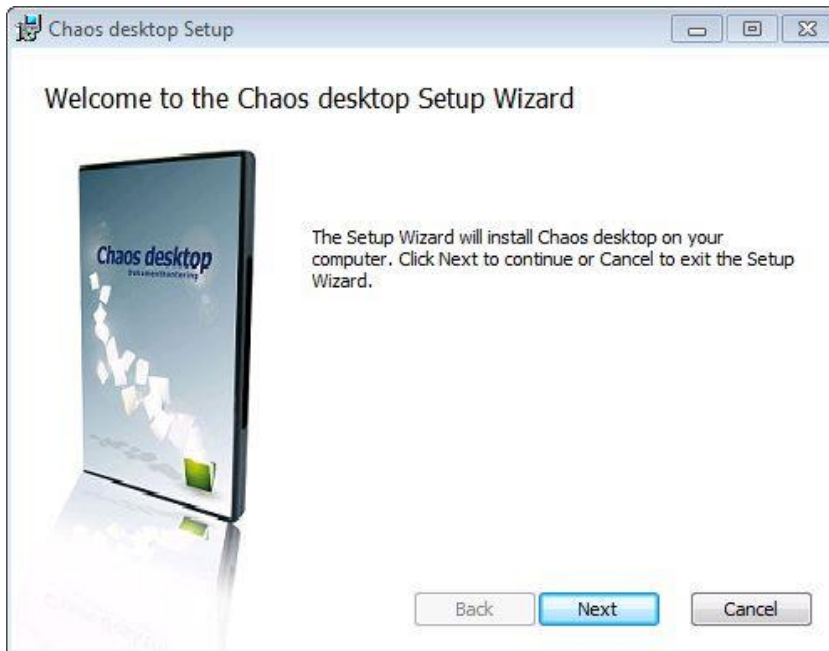 Chaos desktop Setup
Welcome to the Chaos desktop Setup Wizard
Chaos desktop
Dokumenthantering
The Setup Wizard will install Chaos desktop on your
computer. Click Next to continue or Cancel to exit the Setup
Wizard.
Back
Next
Cancel